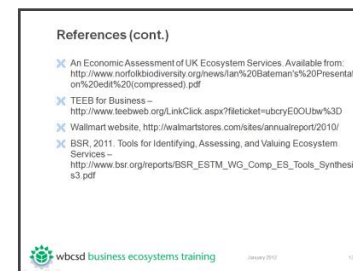 References (cont.)
An Economic Assessment of UK Ecosystem Services. Available from:
http://www.norfolkbiodiversity.org/news/Ian%20Bateman's%20Presentati
on%20edit%20(compressed).pdf
TEEB for Business –
http://www.teebweb.org/LinkClick.aspx?fileticket=ubcryE0OUbw%3D
Wallmart website, http://walmartstores.com/sites/annualreport/2010/
BSR, 2011. Tools for Identifying, Assessing, and Valuing Ecosystem
Services –
http://www.bsr.org/reports/BSR_ESTM_WG_Comp_ES_Tools_Synthesi
s3.pdf
wbcsd business ecosystems training
January 2012